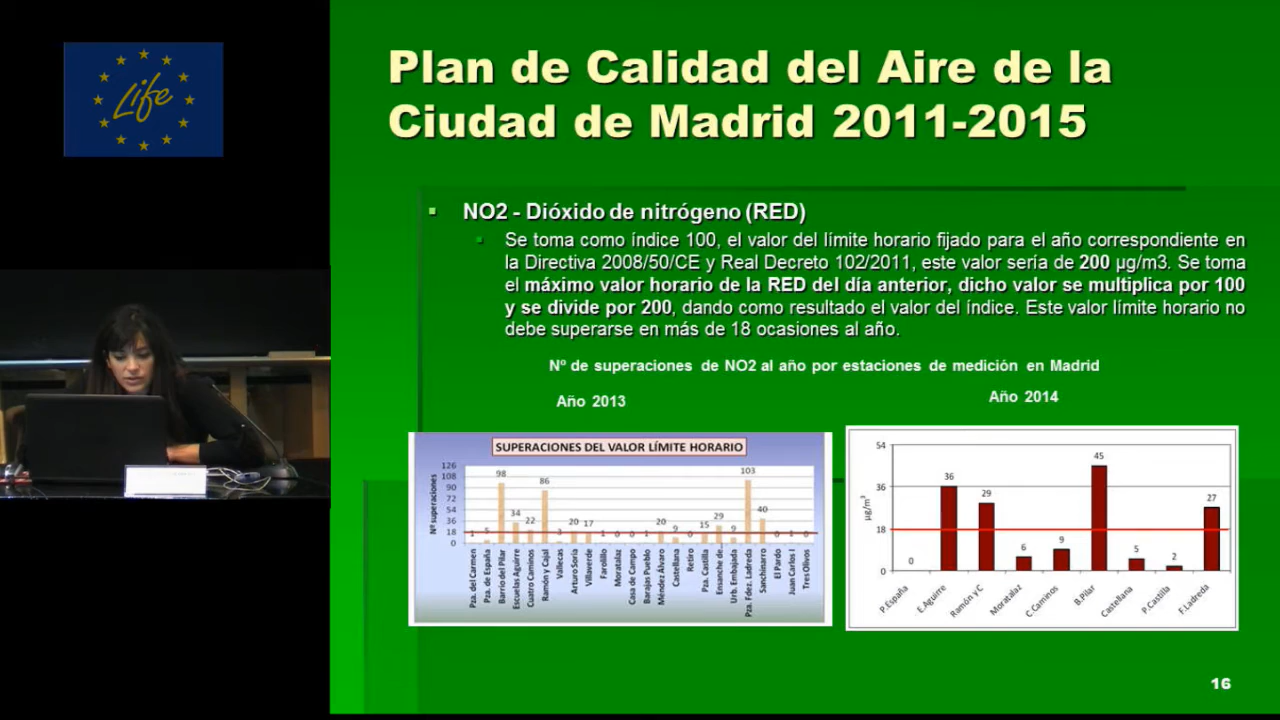 Life
Plan de Calidad del Aire de la
Ciudad de Madrid 2011-2015
NO2 - Dióxido de nitrógeno (RED)
Se toma como índice 100, el valor del límite horario fijado para el año correspondiente en
la Directiva 2008/50/CE y Real Decreto 102/2011, este valor sería de 200 µg/m3. Se toma
el máximo valor horario de la RED del día anterior, dicho valor se multiplica por 100
y se divide por 200, dando como resultado el valor del índice. Este valor límite horario no
debe superarse en más de 18 ocasiones al año.
Nº de superaciones de NO2 al año por estaciones de medición en Madrid
Año 2013
Año 2014
SUPERACIONES DEL VALOR LÍMITE HORARIO
Nº superaciones
126
108
90
72
54
36
18
0
1
5
98
34
22
86
3
20
17
1
0
0
1
20
9
0
15
29
9
103
40
0
1
0
Pza. del Carmen
Pza. de España
Barrio del Pilar
Escuelas Aguirre
Cuatro Caminos
Ramón y Cajal
Vallecas
Arturo Soria
Villaverde
Farolillo
Moratalaz
Casa de Campo
Barajas Pueblo
Méndez Álvaro
Castellana
Retiro
Pza. Castilla
Ensanche de
Urb. Embajada
Pza. Fdez. Ladreda
Sanchinarro
El Pardo
Juan Carlos I
Tres Olivos
µg/m³
54
36
18
0
0
36
29
6
9
45
5
2
27
P.España
E.Aguirre
Ramón y C
Moratalaz
C.Caminos
B.Pilar
Castellana
P.Castilla
F.Ladreda
16